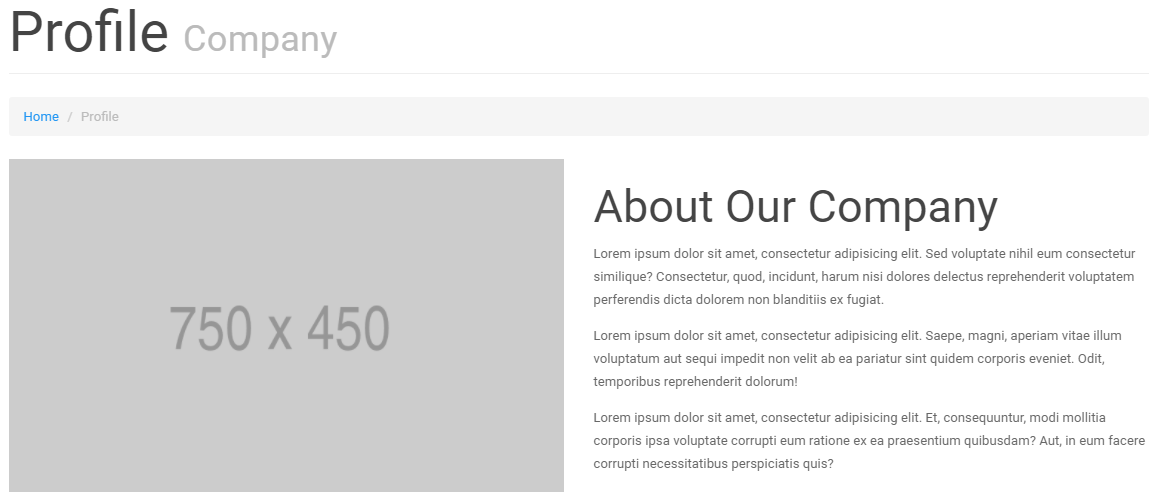 Profile Company
Home / Profile
750 x 450
About Our Company
Lorem ipsum dolor sit amet, consectetur adipisicing elit. Sed voluptate nihil eum consectetur
similique? Consectetur, quod, incidunt, harum nisi dolores delectus reprehenderit voluptatem
perferendis dicta dolorem non blanditiis ex fugiat.
Lorem ipsum dolor sit amet, consectetur adipisicing elit. Saepe, magni, aperiam vitae illum
voluptatum aut sequi impedit non velit ab ea pariatur sint quidem corporis eveniet. Odit,
temporibus reprehenderit dolorum!
Lorem ipsum dolor sit amet, consectetur adipisicing elit. Et, consequuntur, modi mollitia
corporis ipsa voluptate corrupti eum ratione ex ea praesentium quibusdam? Aut, in eum facere
corrupti necessitatibus perspiciatis quis?